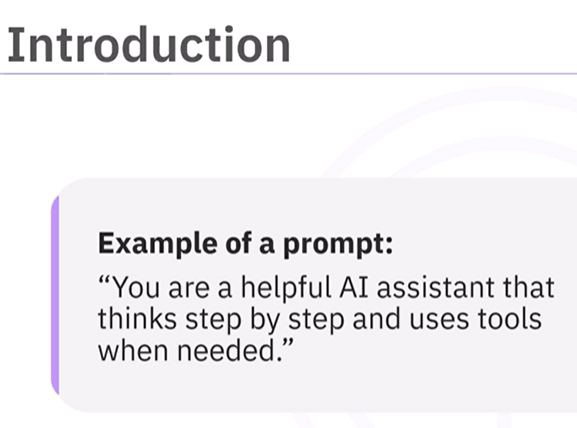 Introduction
Example of a prompt:
“You are a helpful AI assistant that
thinks step by step and uses tools
when needed.”